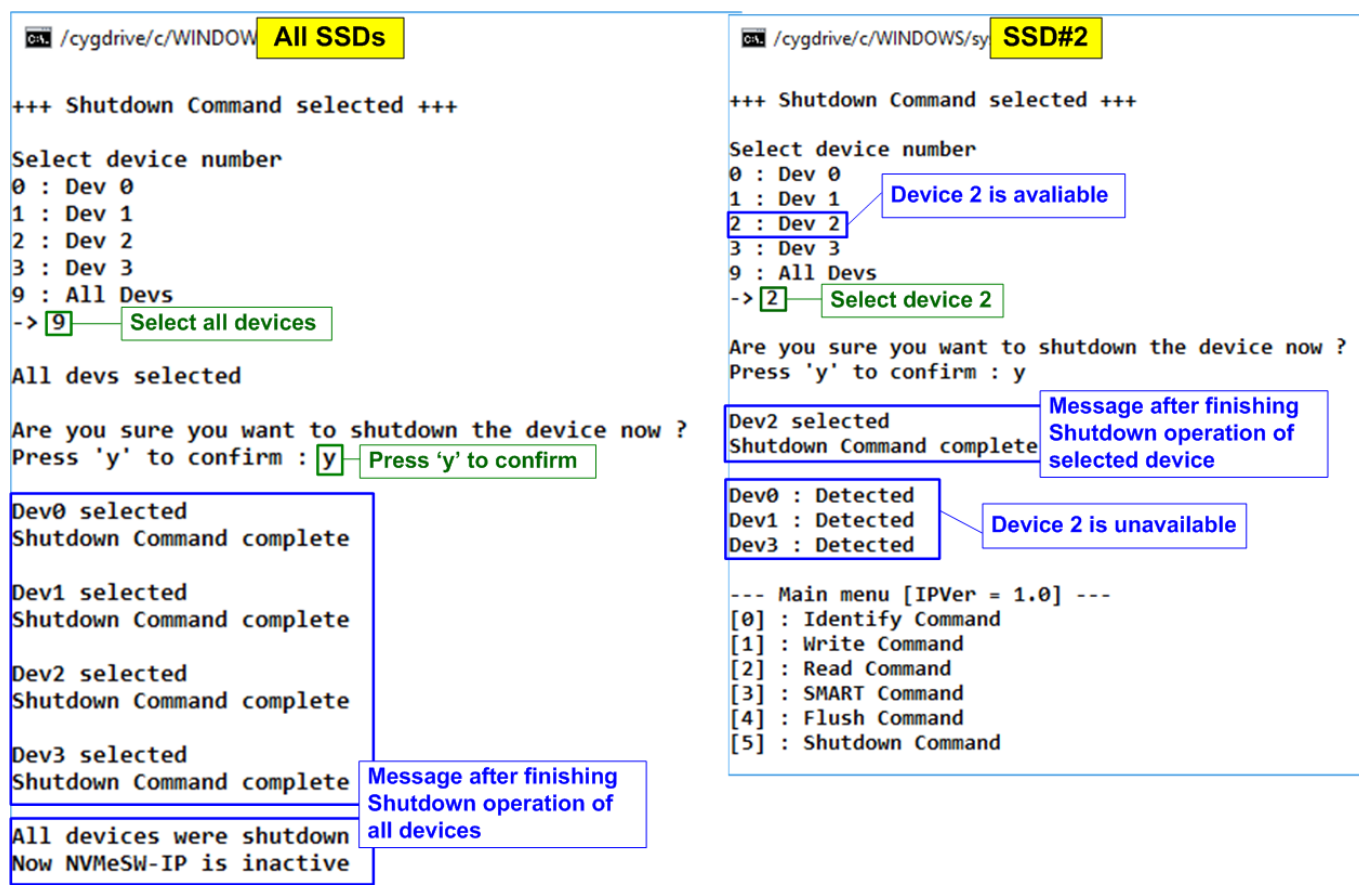 /cygdrive/c/WINDOW
All SSDs
+++ Shutdown Command selected +++
Select device number
0 : Dev 0
1 : Dev 1
2 : Dev 2
3 : Dev 3
9 : All Devs
-> 9
Select all devices
All devs selected
Are you sure you want to shutdown the device now ?
Press 'y' to confirm : y
Press ‘y’ to confirm
Dev0 selected
Shutdown Command complete
Dev1 selected
Shutdown Command complete
Dev2 selected
Shutdown Command complete
Dev3 selected
Shutdown Command complete
Message after finishing
Shutdown operation of
all devices
All devices were shutdown
Now NVMeSW-IP is inactive
/cygdrive/c/WINDOWS/sy
SSD#2
+++ Shutdown Command selected +++
Select device number
0 : Dev 0
1 : Dev 1
Device 2 is avaliable
2 : Dev 2
3 : Dev 3
9 : All Devs
-> 2
Select device 2
Are you sure you want to shutdown the device now ?
Press 'y' to confirm : y
Dev2 selected
Shutdown Command complete
Message after finishing
Shutdown operation of
selected device
Dev0 : Detected
Dev1 : Detected
Dev3 : Detected
Device 2 is unavailable
--- Main menu [IPVer = 1.0] ---
[0] : Identify Command
[1] : Write Command
[2] : Read Command
[3] : SMART Command
[4] : Flush Command
[5] : Shutdown Command